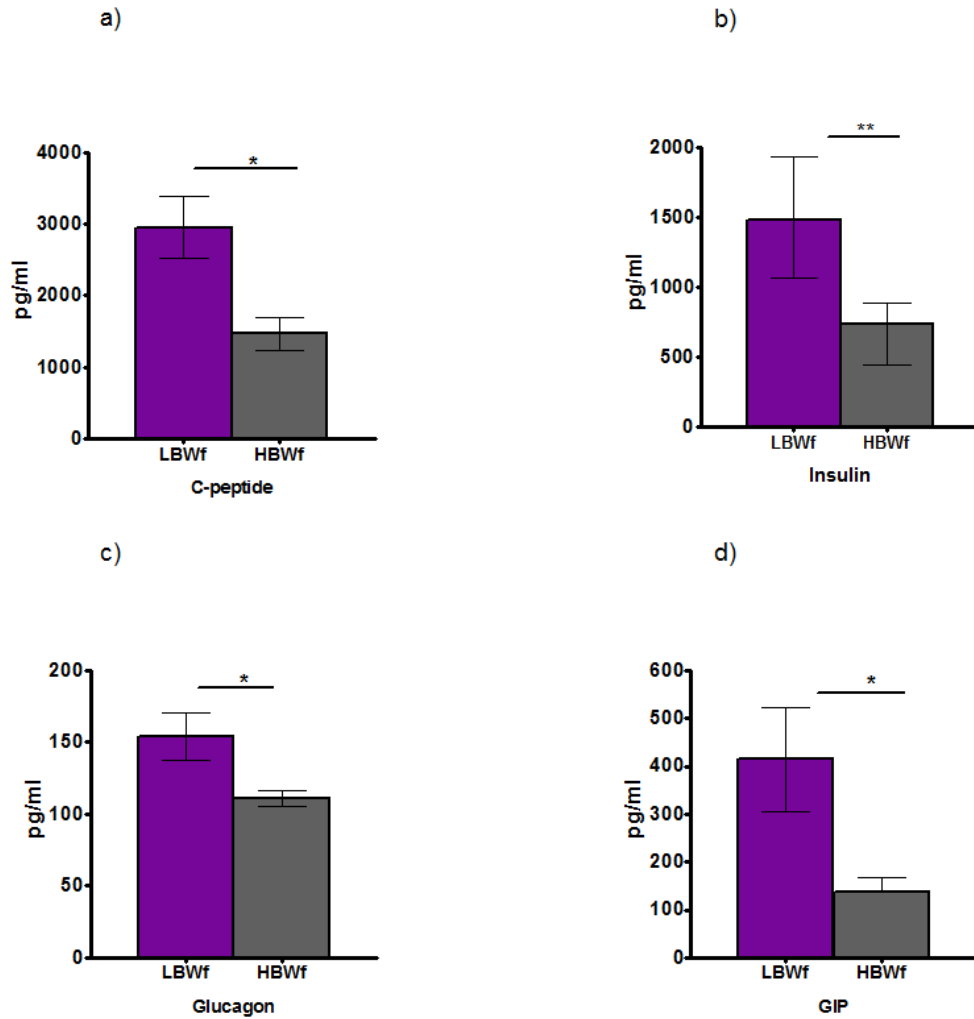 a)
pg/ml
4000
3000
2000
1000
0
*
LBWf HBWf
C-peptide
b)
pg/ml
2000
1500
1000
500
0
**
LBWf HBWf
Insulin
c)
pg/ml
200
150
100
50
0
*
LBWf HBWf
Glucagon
d)
pg/ml
600
500
400
300
200
100
0
*
LBWf HBWf
GIP